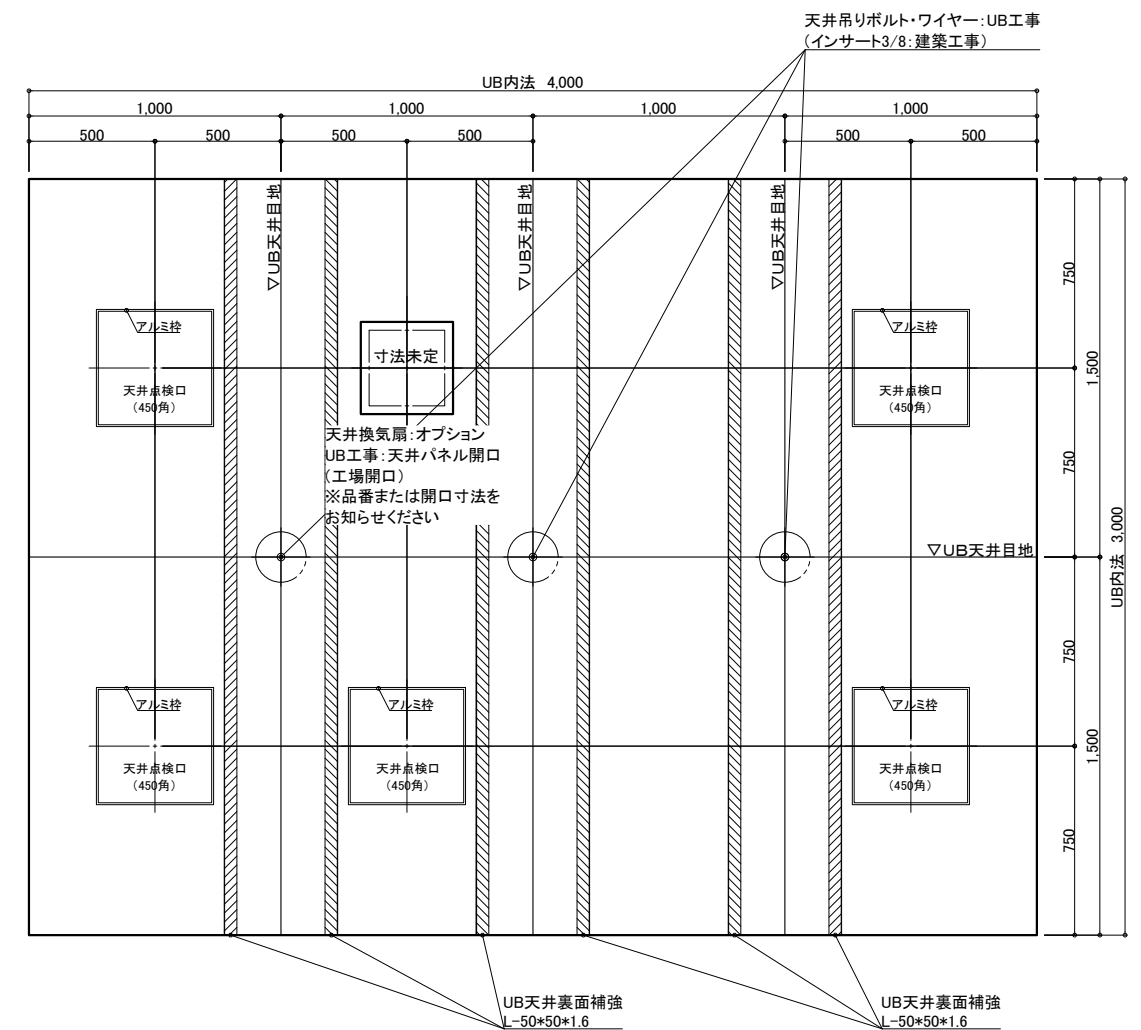 天井吊りボルト・ワイヤー:UB工事
(インサート3/8:建築工事)
UB内法 4,000
1,000
1,000
1,000
1,000
500
500
500
500
500
500
▽UB天井目地
▽UB天井目地
▽UB天井目地
750
アルミ枠
天井点検口
(450角)
寸法未定
アルミ枠
天井点検口
(450角)
1,500
天井換気扇:オプション
UB工事:天井パネル開口
(工場開口)
※品番または開口寸法を
お知らせください
750
▽UB天井目地
UB内法 3,000
750
アルミ枠
天井点検口
(450角)
アルミ枠
天井点検口
(450角)
アルミ枠
天井点検口
(450角)
1,500
750
UB天井裏面補強
L-50*50*1.6
UB天井裏面補強
L-50*50*1.6